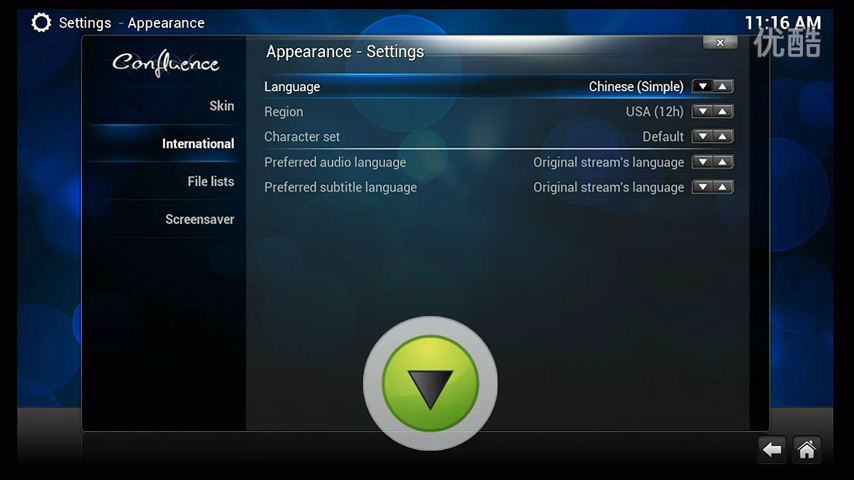 Settings - Appearance
11:16 AM
优酷
Confluence
Appearance - Settings
Skin
International
File lists
Screensaver
Language Chinese (Simple)
Region USA (12h)
Character set Default
Preferred audio language Original stream's language
Preferred subtitle language Original stream's language